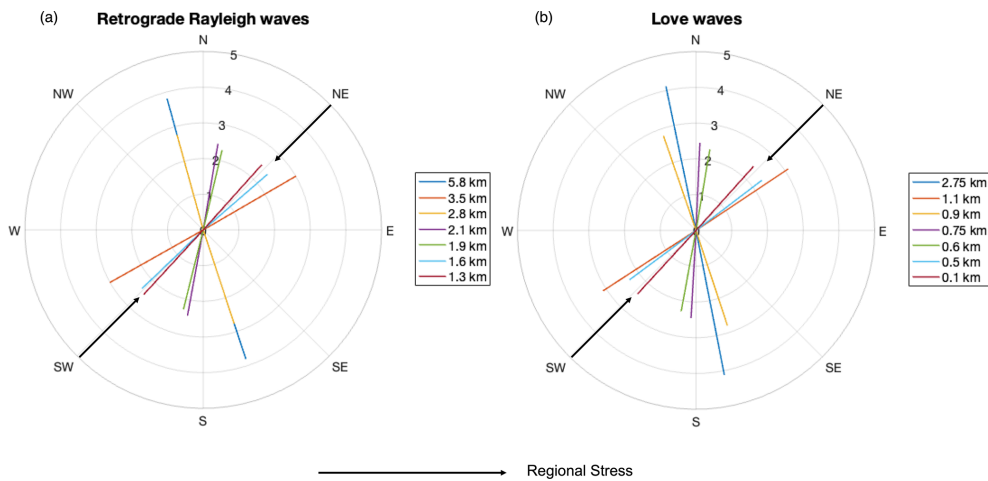 (a)
Retrograde Rayleigh waves
N
5
NW
4
NE
3
2
1
0
W
E
5.8 km
3.5 km
2.8 km
2.1 km
1.9 km
1.6 km
1.3 km
SW
SE
S
(b)
Love waves
N
5
NW
4
NE
3
2
1
0
W
E
2.75 km
1.1 km
0.9 km
0.75 km
0.6 km
0.5 km
0.1 km
SW
SE
S
Regional Stress